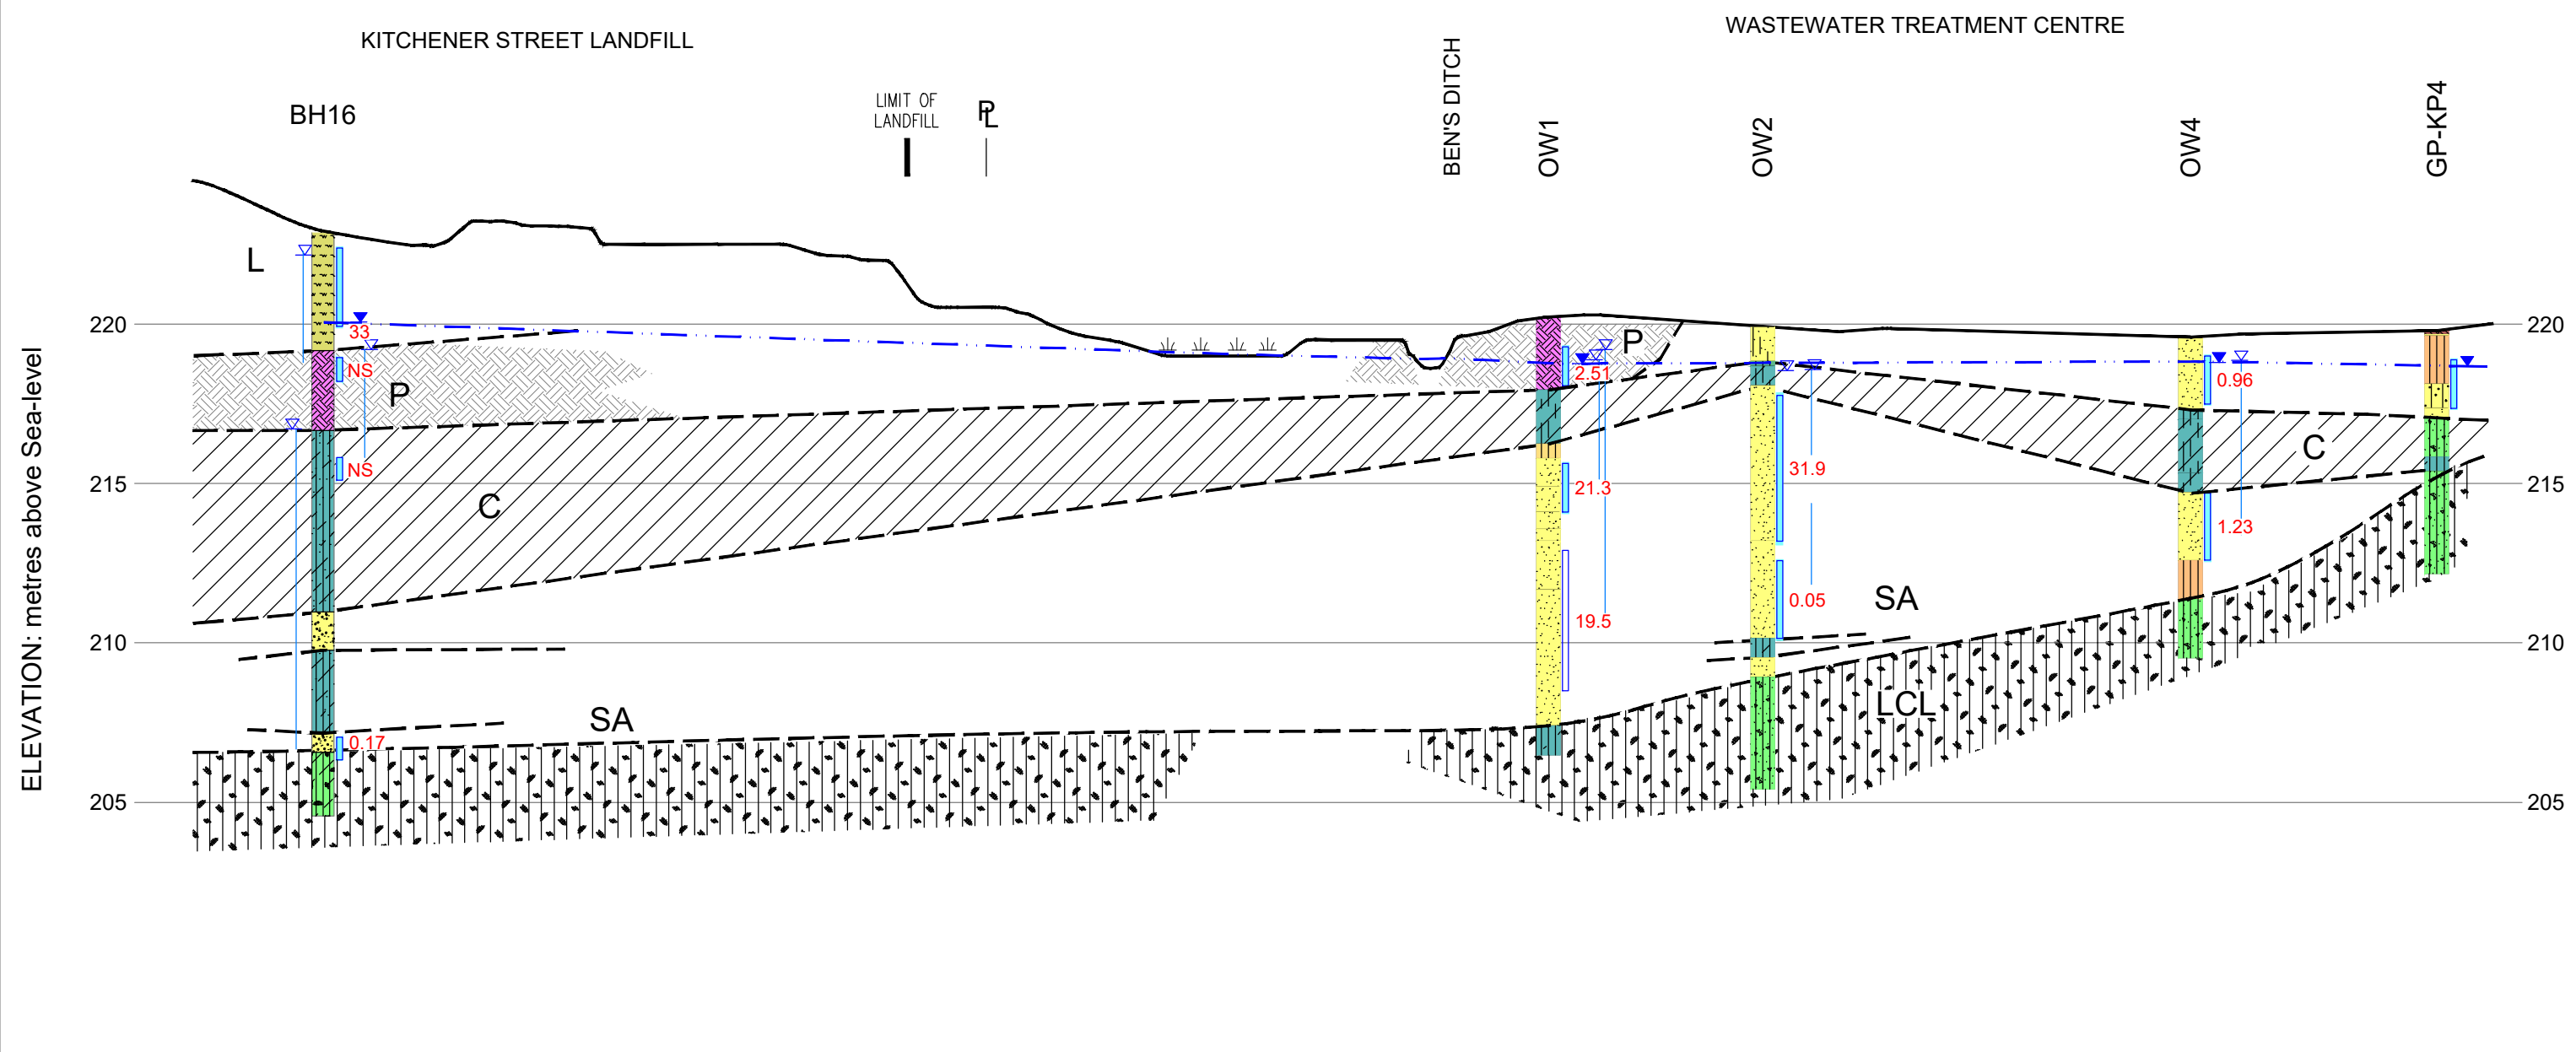 KITCHENER STREET LANDFILL
WASTEWATER TREATMENT CENTRE
BH16
LIMIT OF
LANDFILL
PL
BEN'S DITCH
OW1
OW2
OW4
GP-KP4
ELEVATION: metres above Sea-level
L
220
33
P
2.51
0.96
220
NS
P
C
NS
C
215
21.3
31.9
1.23
215
SA
210
19.5
0.05
210
SA
LCL
0.17
205
205